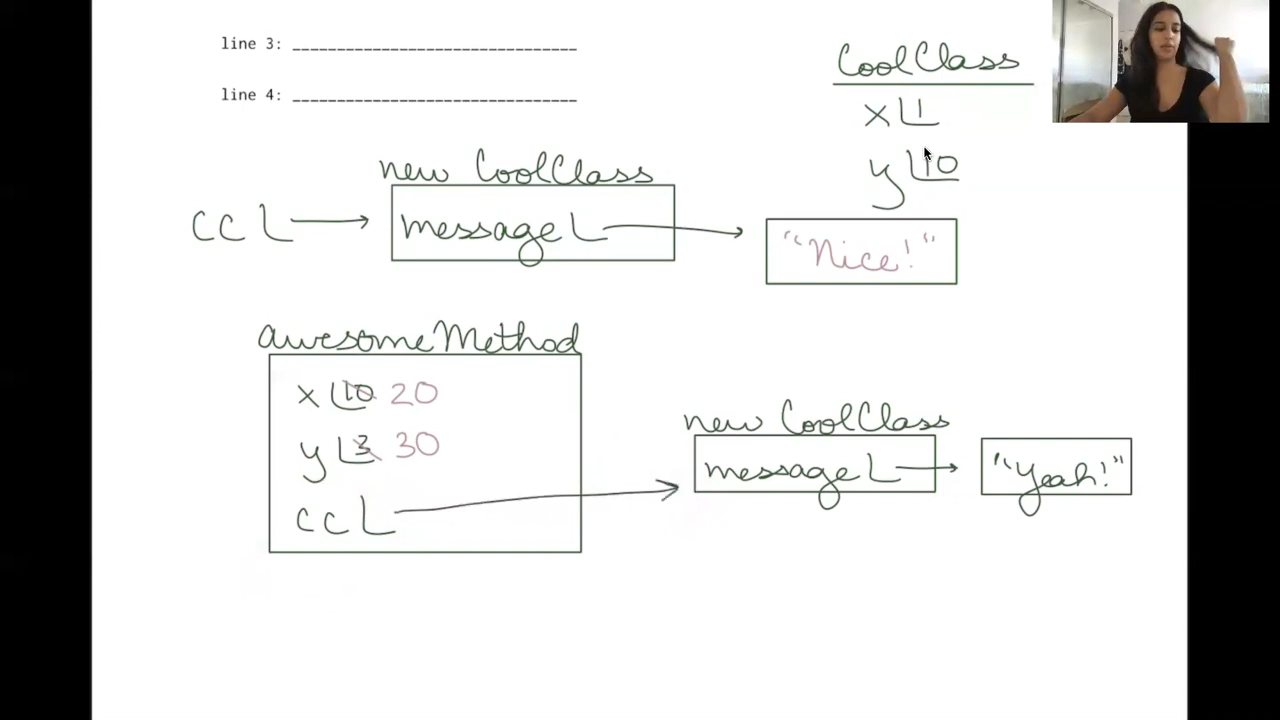 line 3: ______________________________
line 4: ______________________________
CoolClass
x 1
y 10
new CoolClass
cc
message
"Nice!"
awesomeMethod
x 10 20
y 3 30
cc
new CoolClass
message
"Yeah!"